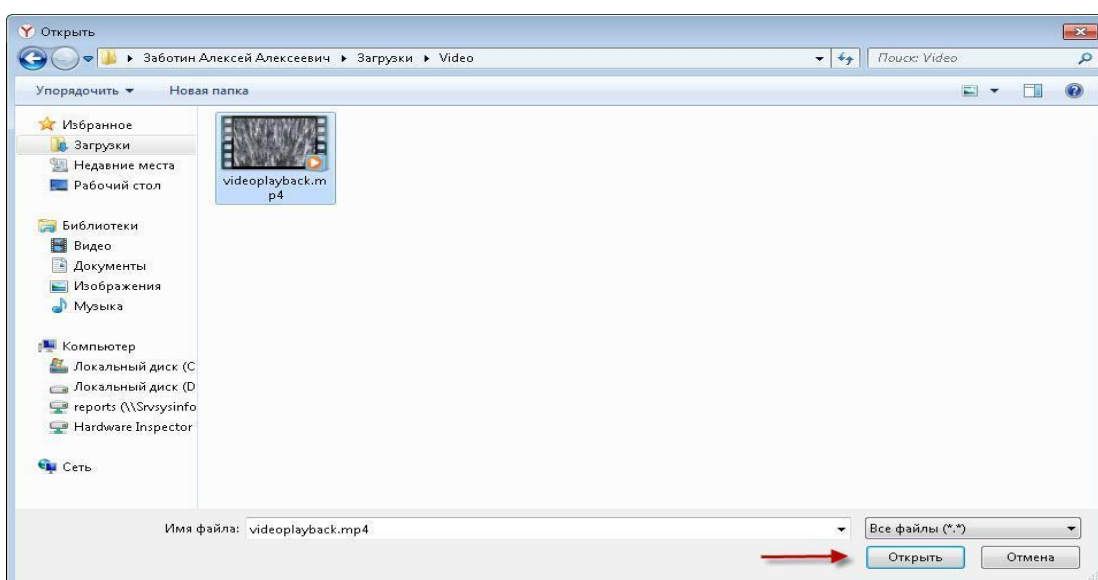 Открыть
Заботин Алексей Алексеевич ▸ Загрузки ▸ Video
Поиск: Video
Упорядочить
Новая папка
Избранное
Загрузки
Недавние места
Рабочий стол
Библиотеки
Видео
Документы
Изображения
Музыка
Компьютер
Локальный диск (C
Локальный диск (D
reports (\\Srvsysinfo
Hardware Inspector
Сеть
videoplayback.m
p4
Имя файла: videoplayback.mp4
Все файлы (*.*)
Открыть
Отмена